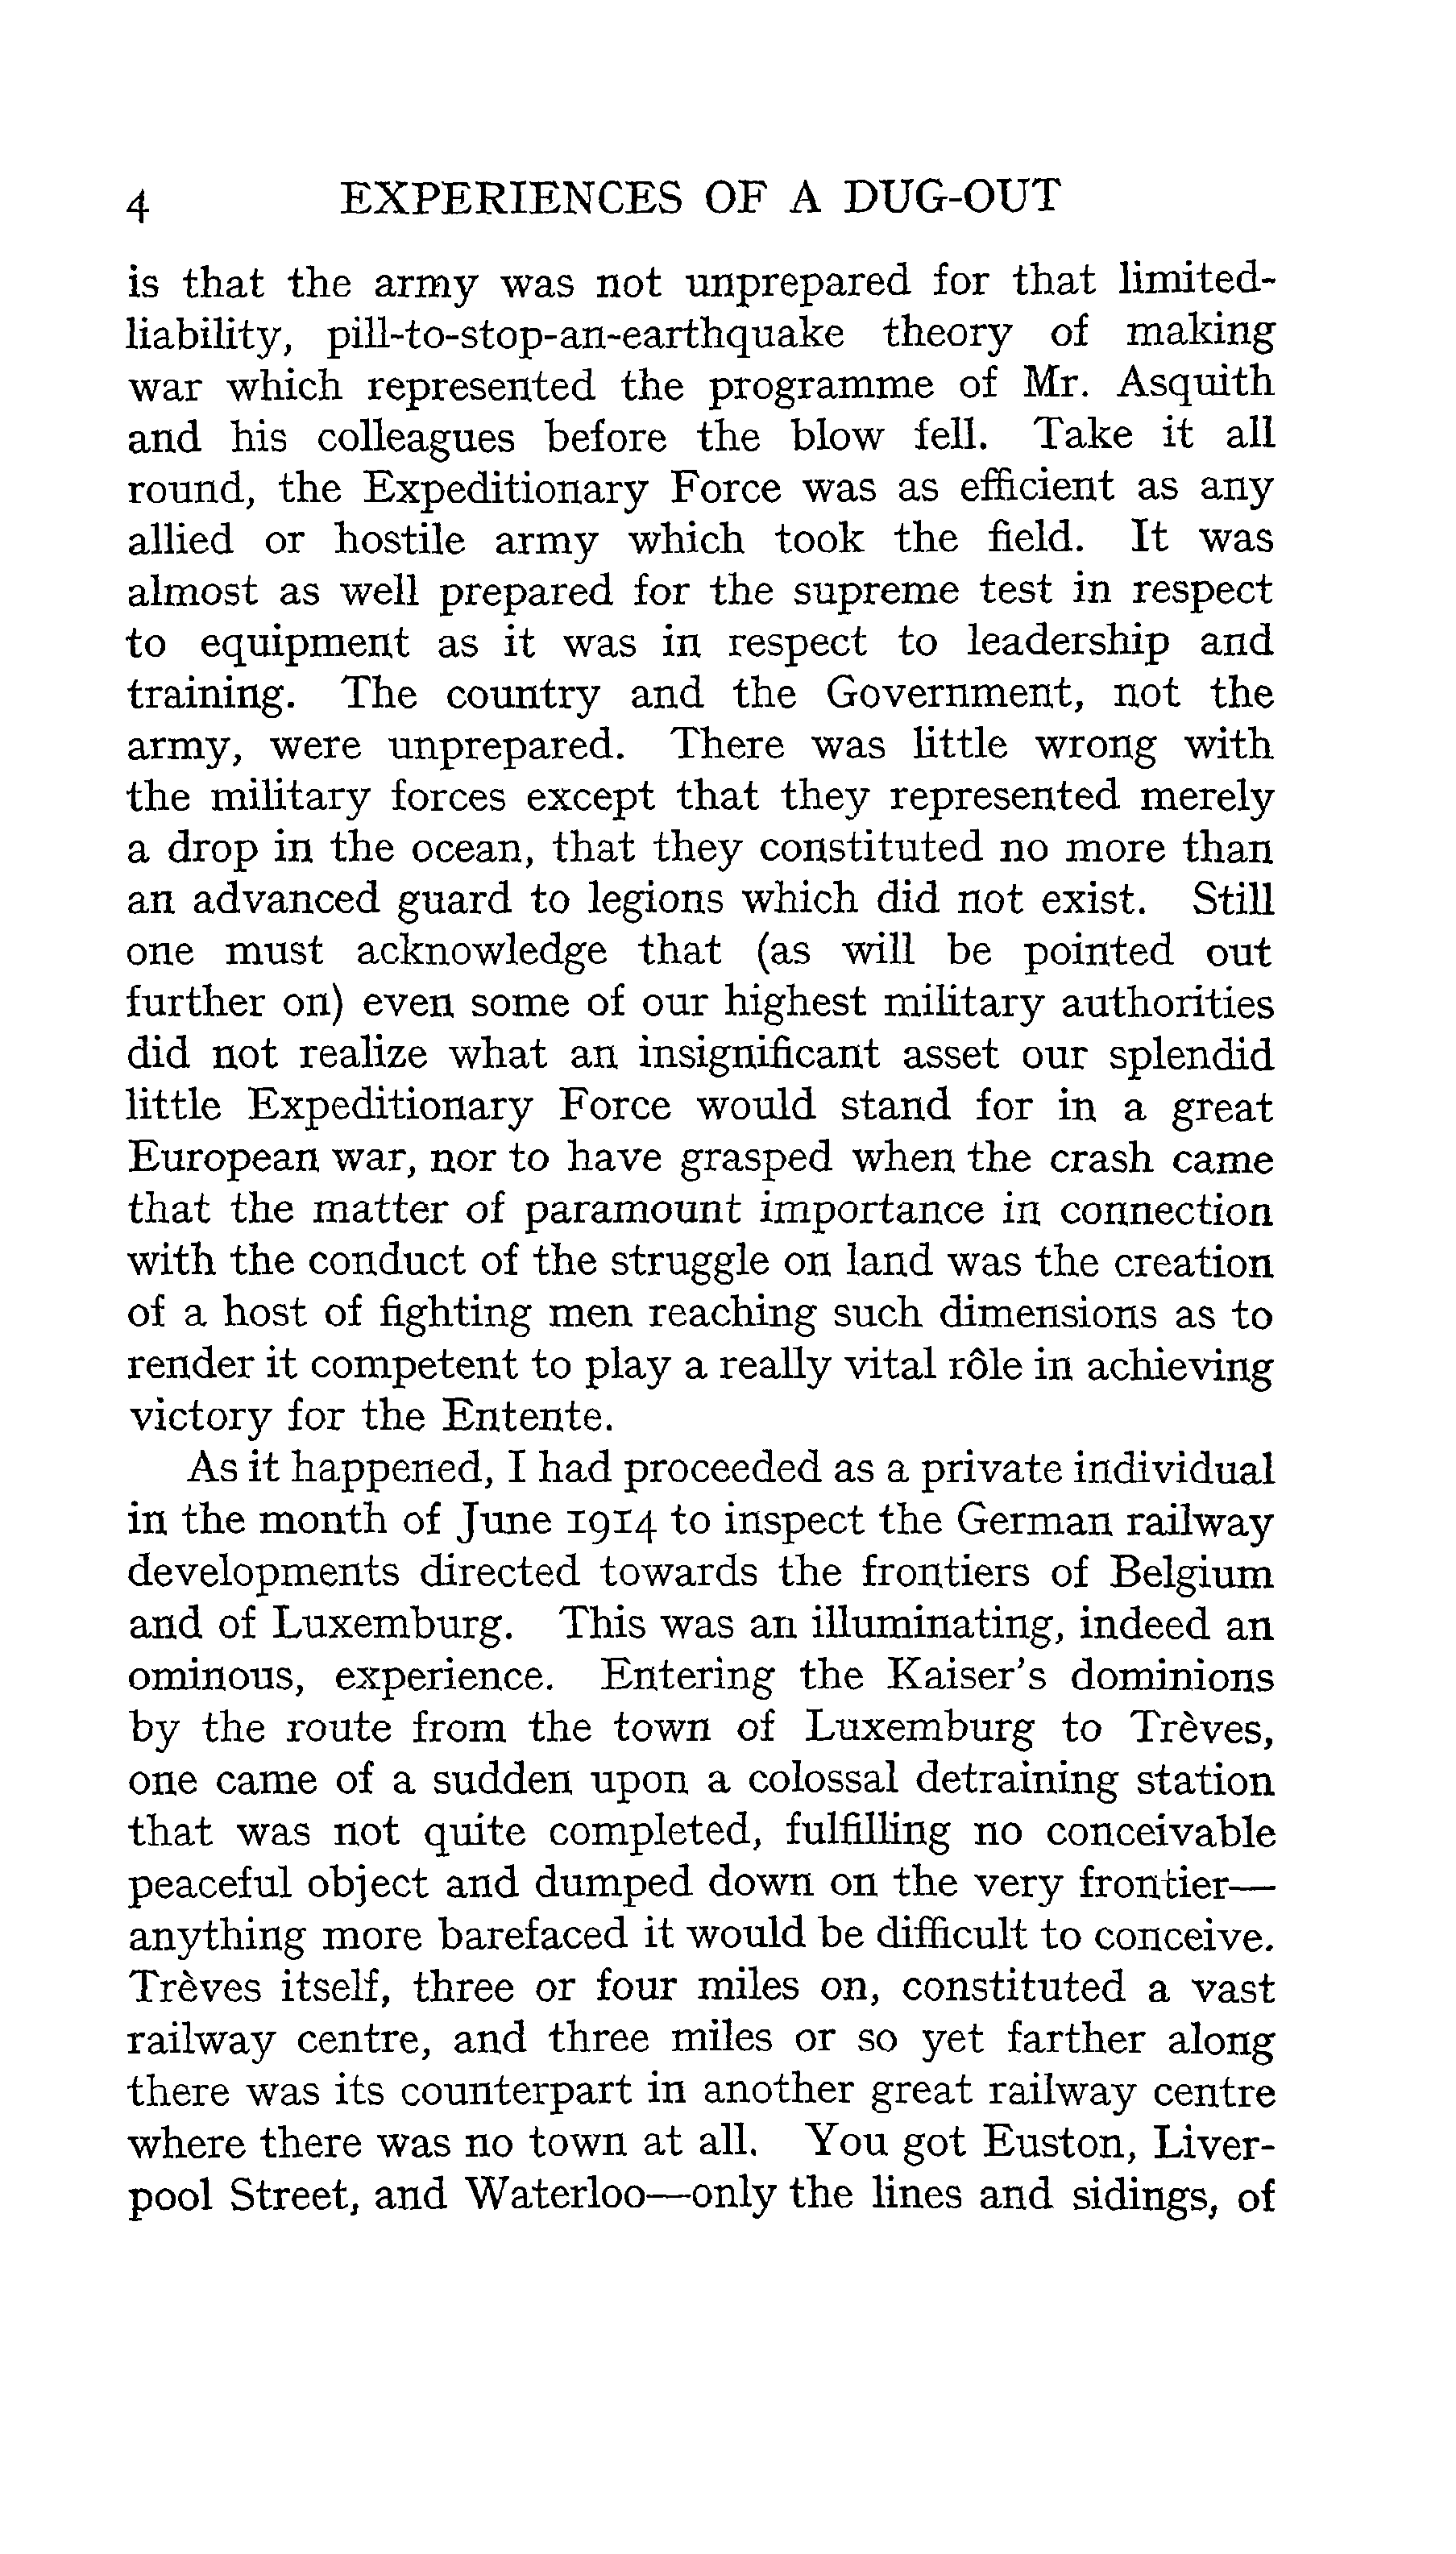 4 EXPERIENCES OF A DUG-OUT
is that the army was not unprepared for that limited-
liability, pill-to-stop-an-earthquake theory of making
war which represented the programme of Mr. Asquith
and his colleagues before the blow fell. Take it all
round, the Expeditionary Force was as efficient as any
allied or hostile army which took the field. It was
almost as well prepared for the supreme test in respect
to equipment as it was in respect to leadership and
training. The country and the Government, not the
army, were unprepared. There was little wrong with
the military forces except that they represented merely
a drop in the ocean, that they constituted no more than
an advanced guard to legions which did not exist. Still
one must acknowledge that (as will be pointed out
further on) even some of our highest military authorities
did not realize what an insignificant asset our splendid
little Expeditionary Force would stand for in a great
European war, nor to have grasped when the crash came
that the matter of paramount importance in connection
with the conduct of the struggle on land was the creation
of a host of fighting men reaching such dimensions as to
render it competent to play a really vital rôle in achieving
victory for the Entente.
As it happened, I had proceeded as a private individual
in the month of June 1914 to inspect the German railway
developments directed towards the frontiers of Belgium
and of Luxemburg. This was an illuminating, indeed an
ominous, experience. Entering the Kaiser's dominions
by the route from the town of Luxemburg to Trèves,
one came of a sudden upon a colossal detraining station
that was not quite completed, fulfilling no conceivable
peaceful object and dumped down on the very frontier—
anything more barefaced it would be difficult to conceive.
Trèves itself, three or four miles on, constituted a vast
railway centre, and three miles or so yet farther along
there was its counterpart in another great railway centre
where there was no town at all. You got Euston, Liver-
pool Street, and Waterloo—only the lines and sidings, of